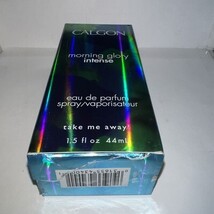 CALGON
morning glory
intense
eau de parfum
spray/vaporisateur
take me away!
1.5 fl oz 44mL